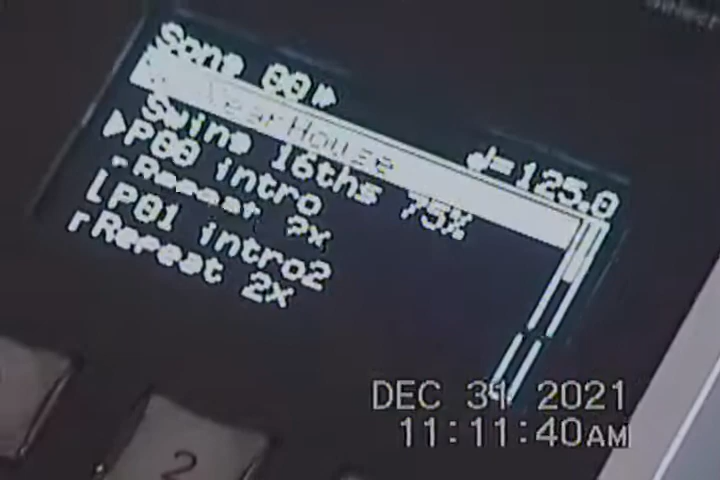 Song 00▶
YearHouse
♩=125.0
Swing 16ths 75%
▶P00 intro
Repeat 2x
P01 intro2
Repeat 2x
DEC 31 2021
11:11:40AM
2